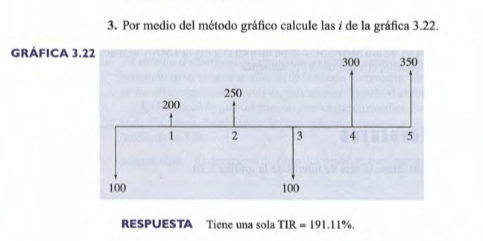 3. Por medio del método gráfico calcule las i de la gráfica 3.22.
GRÁFICA 3.22
300 350
250
200
1 2 3 4 5
100 100
RESPUESTA Tiene una sola TIR = 191.11%.